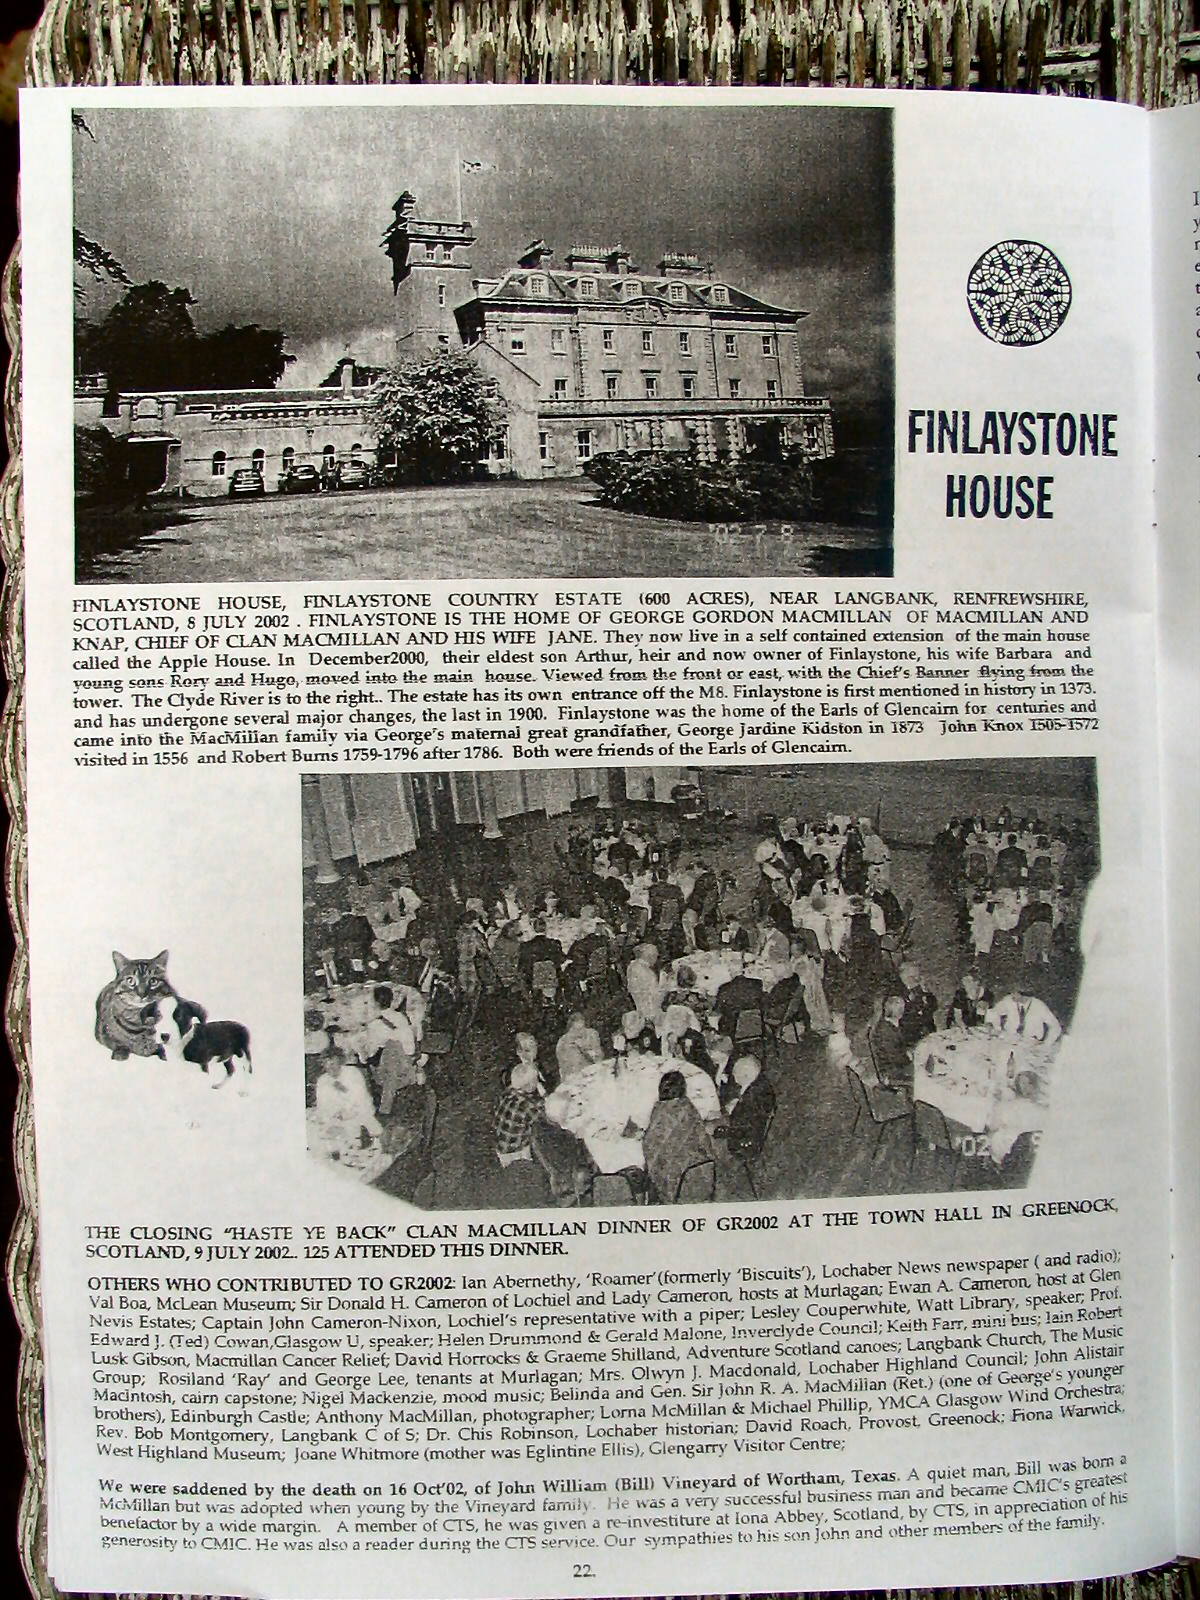 '02 7 8
FINLAYSTONE
HOUSE
FINLAYSTONE HOUSE, FINLAYSTONE COUNTRY ESTATE (600 ACRES), NEAR LANGBANK, RENFREWSHIRE,
SCOTLAND, 8 JULY 2002 . FINLAYSTONE IS THE HOME OF GEORGE GORDON MACMILLAN OF MACMILLAN AND
KNAP, CHIEF OF CLAN MACMILLAN AND HIS WIFE JANE. They now live in a self contained extension of the main house
called the Apple House. In December2000, their eldest son Arthur, heir and now owner of Finlaystone, his wife Barbara and
young sons Rory and Hugo, moved into the main house. Viewed from the front or east, with the Chief's Banner flying from the
tower. The Clyde River is to the right.. The estate has its own entrance off the M8. Finlaystone is first mentioned in history in 1373.
and has undergone several major changes, the last in 1900. Finlaystone was the home of the Earls of Glencairn for centuries and
came into the MacMillan family via George's maternal great grandfather, George Jardine Kidston in 1873 John Knox 1505-1572
visited in 1556 and Robert Burns 1759-1796 after 1786. Both were friends of the Earls of Glencairn.
'02
THE CLOSING "HASTE YE BACK" CLAN MACMILLAN DINNER OF GR2002 AT THE TOWN HALL IN GREENOCK,
SCOTLAND, 9 JULY 2002.. 125 ATTENDED THIS DINNER.
OTHERS WHO CONTRIBUTED TO GR2002: Ian Abernethy, 'Roamer'(formerly 'Biscuits'), Lochaber News newspaper ( and radio);
Val Boa, McLean Museum; Sir Donald H. Cameron of Lochiel and Lady Cameron, hosts at Murlagan; Ewan A. Cameron, host at Glen
Nevis Estates; Captain John Cameron-Nixon, Lochiel's representative with a piper; Lesley Couperwhite, Watt Library, speaker; Prof.
Edward J. (Ted) Cowan,Glasgow U, speaker; Helen Drummond & Gerald Malone, Inverclyde Council; Keith Farr, mini bus; Iain Robert
Lusk Gibson, Macmillan Cancer Relief; David Horrocks & Graeme Shilland, Adventure Scotland canoes; Langbank Church, The Music
Group; Rosiland 'Ray' and George Lee, tenants at Murlagan; Mrs. Olwyn J. Macdonald, Lochaber Highland Council; John Alistair
Macintosh, cairn capstone; Nigel Mackenzie, mood music; Belinda and Gen. Sir John R. A. MacMillan (Ret.) (one of George's younger
brothers), Edinburgh Castle; Anthony MacMillan, photographer; Lorna McMillan & Michael Phillip, YMCA Glasgow Wind Orchestra;
Rev. Bob Montgomery, Langbank C of S; Dr. Chis Robinson, Lochaber historian; David Roach, Provost, Greenock; Fiona Warwick,
West Highland Museum; Joane Whitmore (mother was Eglintine Ellis), Glengarry Visitor Centre;
We were saddened by the death on 16 Oct'02, of John William (Bill) Vineyard of Wortham, Texas. A quiet man, Bill was born a
McMillan but was adopted when young by the Vineyard family. He was a very successful business man and became CMIC's greatest
benefactor by a wide margin. A member of CTS, he was given a re-investiture at Iona Abbey, Scotland, by CTS, in appreciation of his
generosity to CMIC. He was also a reader during the CTS service. Our sympathies to his son John and other members of the family.
22.